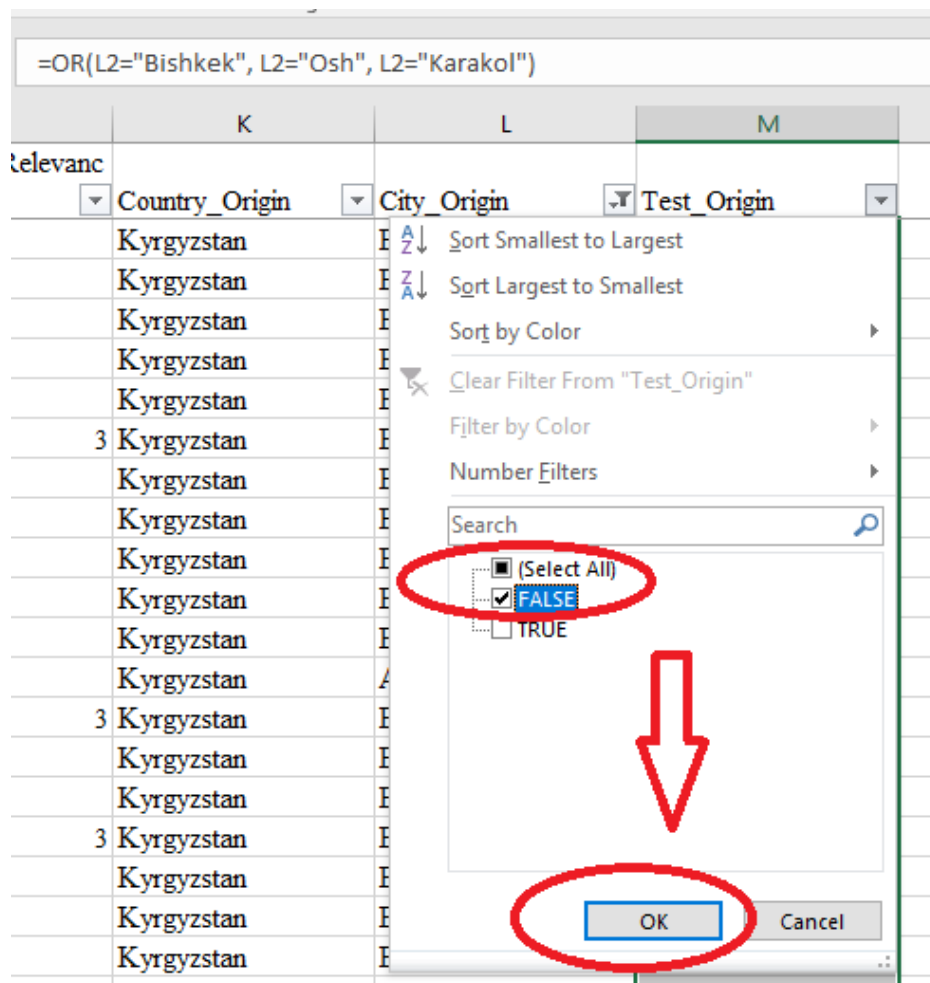 =OR(L2="Bishkek", L2="Osh", L2="Karakol")
K L M
Relevanc
Country_Origin City_Origin Test_Origin
Kyrgyzstan
Sort Smallest to Largest
Kyrgyzstan
Sort Largest to Smallest
Kyrgyzstan
Sort by Color
Kyrgyzstan
Clear Filter From "Test_Origin"
Kyrgyzstan
Filter by Color
3 Kyrgyzstan
Number Filters
Kyrgyzstan
Kyrgyzstan
Search
Kyrgyzstan
(Select All)
Kyrgyzstan
FALSE
Kyrgyzstan
TRUE
Kyrgyzstan
3 Kyrgyzstan
Kyrgyzstan
Kyrgyzstan
3 Kyrgyzstan
Kyrgyzstan
Kyrgyzstan
OK Cancel
Kyrgyzstan